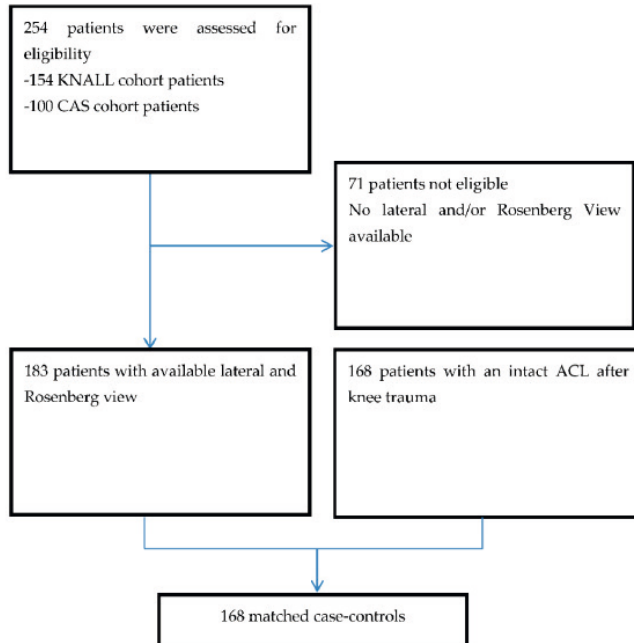 254 patients were assessed for
eligibility
-154 KNALL cohort patients
-100 CAS cohort patients
71 patients not eligible
No lateral and/or Rosenberg View
available
183 patients with available lateral and
Rosenberg view
168 patients with an intact ACL after
knee trauma
168 matched case-controls